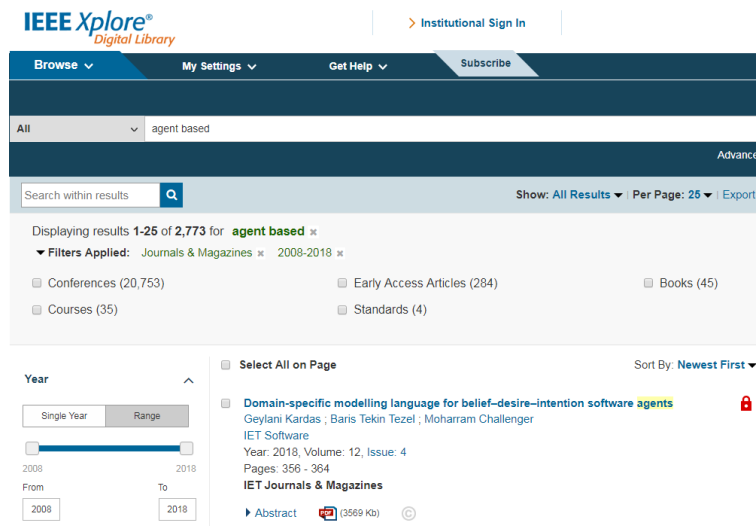 IEEE Xplore®
Digital Library
Institutional Sign In
Browse My Settings Get Help Subscribe
All agent based
Advance
Search within results Show: All Results | Per Page: 25 | Export
Displaying results 1-25 of 2,773 for agent based ×
Filters Applied: Journals & Magazines × 2008-2018 ×
Conferences (20,753) Early Access Articles (284) Books (45)
Courses (35) Standards (4)
Select All on Page Sort By: Newest First
Year
Single Year Range
2008 2018
From To
2008 2018
Domain-specific modelling language for belief–desire–intention software agents
Geylani Kardas ; Baris Tekin Tezel ; Moharram Challenger
IET Software
Year: 2018, Volume: 12, Issue: 4
Pages: 356 - 364
IET Journals & Magazines
Abstract PDF (3569 Kb) ©